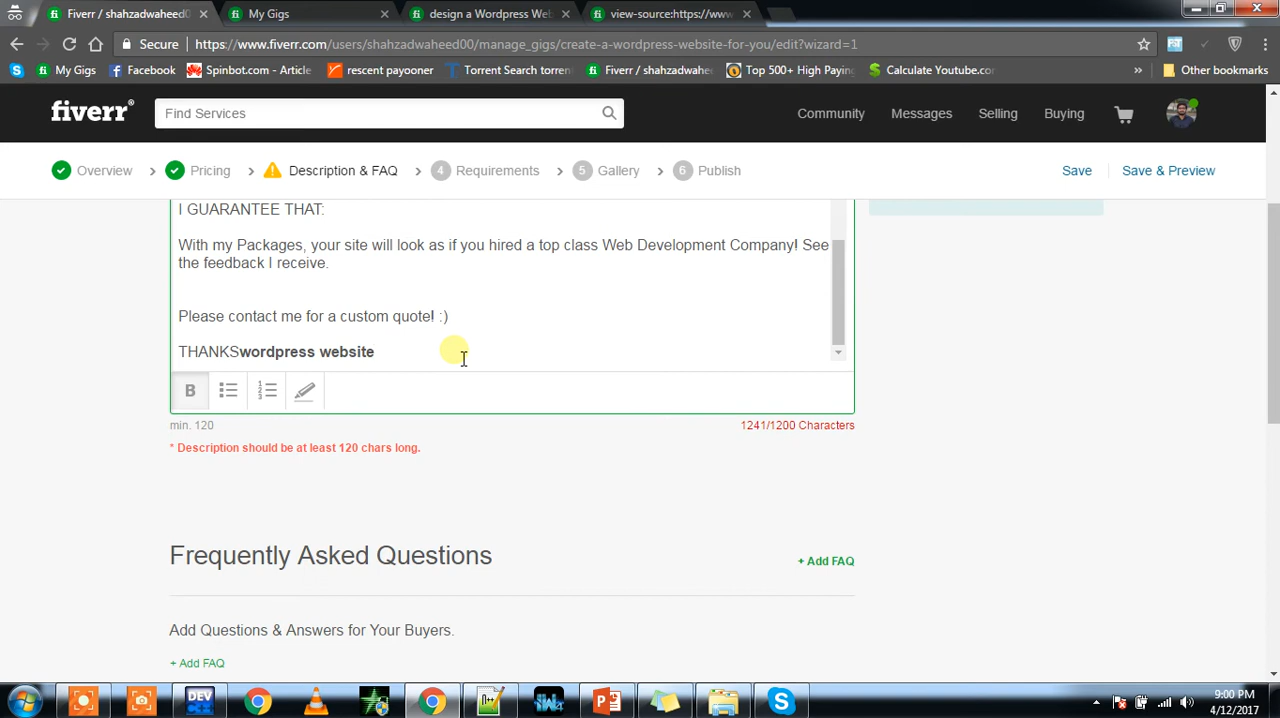 Fiverr / shahzadwaheed0
My Gigs
design a Wordpress Web
view-source:https://www
Secure
https://www.fiverr.com/users/shahzadwaheed00/manage_gigs/create-a-wordpress-website-for-you/edit?wizard=1
My Gigs
Facebook
Spinbot.com - Article
rescent payooner
Torrent Search torren
Fiverr / shahzadwahe
Top 500+ High Paying
Calculate Youtube.co
»
Other bookmarks
fiverr®
Find Services
Community
Messages
Selling
Buying
Overview
Pricing
Description & FAQ
4 Requirements
5 Gallery
6 Publish
Save
Save & Preview
I GUARANTEE THAT:
With my Packages, your site will look as if you hired a top class Web Development Company! See
the feedback I receive.
Please contact me for a custom quote! :)
THANKSwordpress website
B
min. 120
1241/1200 Characters
* Description should be at least 120 chars long.
Frequently Asked Questions
+ Add FAQ
Add Questions & Answers for Your Buyers.
+ Add FAQ
DEV
9:00 PM
4/12/2017